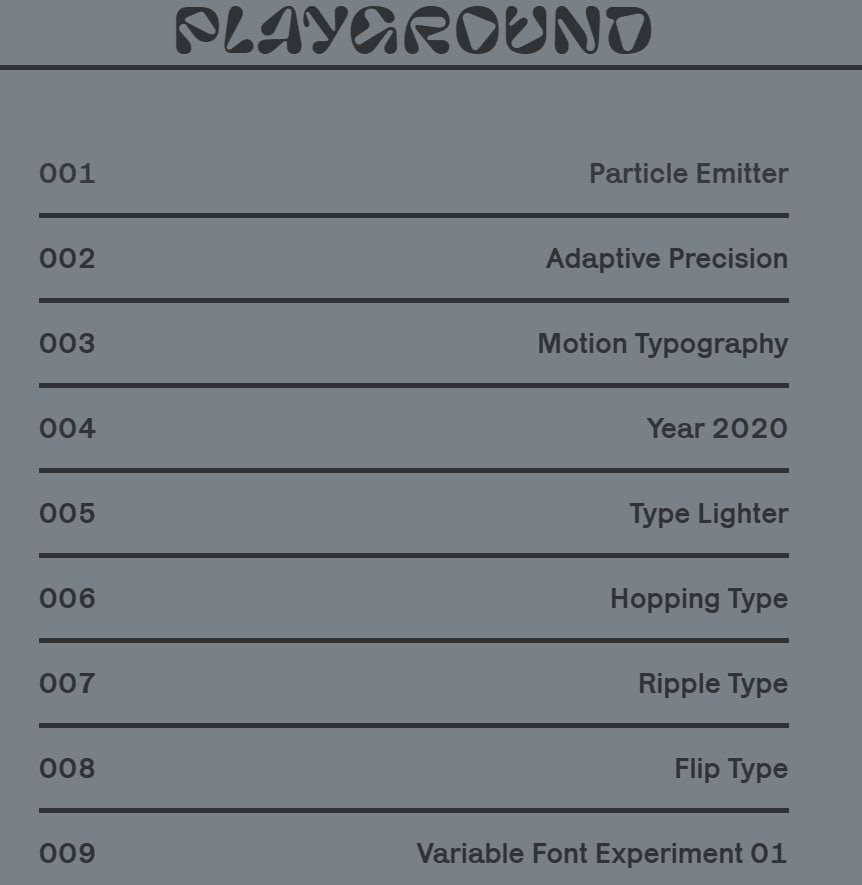 PLAYGROUND
001 Particle Emitter
002 Adaptive Precision
003 Motion Typography
004 Year 2020
005 Type Lighter
006 Hopping Type
007 Ripple Type
008 Flip Type
009 Variable Font Experiment 01